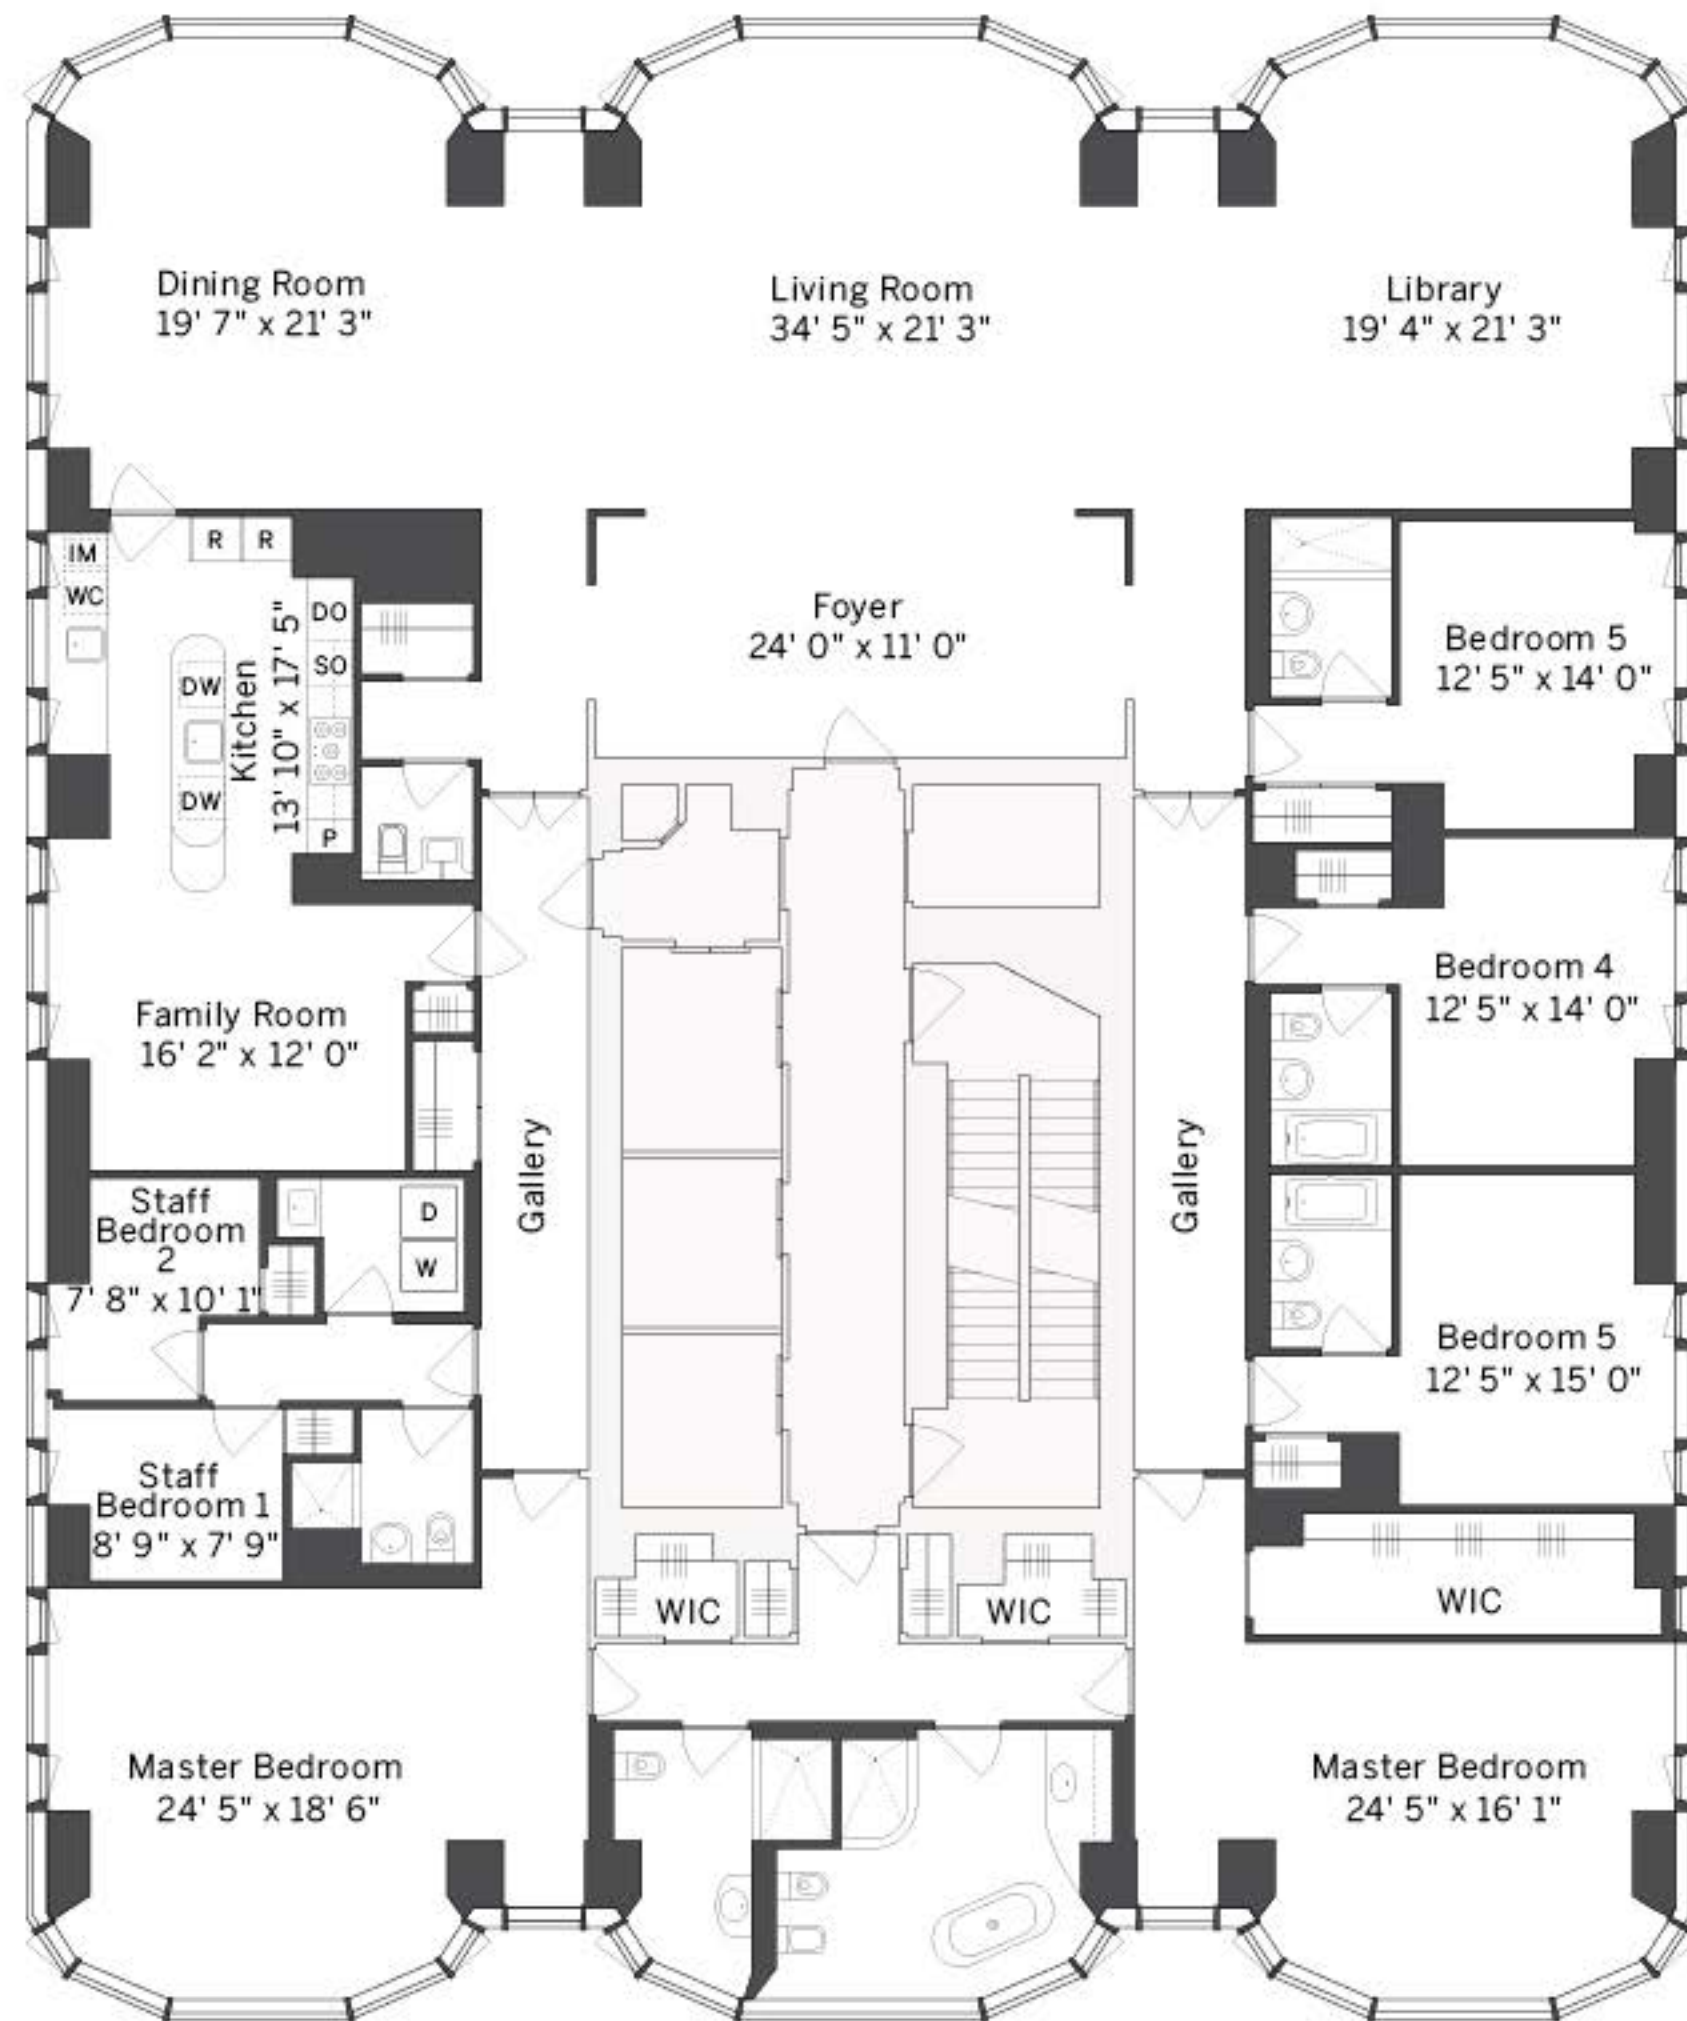 Dining Room
19' 7" x 21' 3"
Living Room
34' 5" x 21' 3"
Library
19' 4" x 21' 3"
IM
WC
R
R
DO
SO
P
DW
DW
Kitchen
13' 10" x 17' 5"
Foyer
24' 0" x 11' 0"
Bedroom 5
12' 5" x 14' 0"
Family Room
16' 2" x 12' 0"
Bedroom 4
12' 5" x 14' 0"
Gallery
Gallery
Staff
Bedroom
2
7' 8" x 10' 1"
D
W
Bedroom 5
12' 5" x 15' 0"
Staff
Bedroom 1
8' 9" x 7' 9"
WIC
WIC
WIC
Master Bedroom
24' 5" x 18' 6"
Master Bedroom
24' 5" x 16' 1"